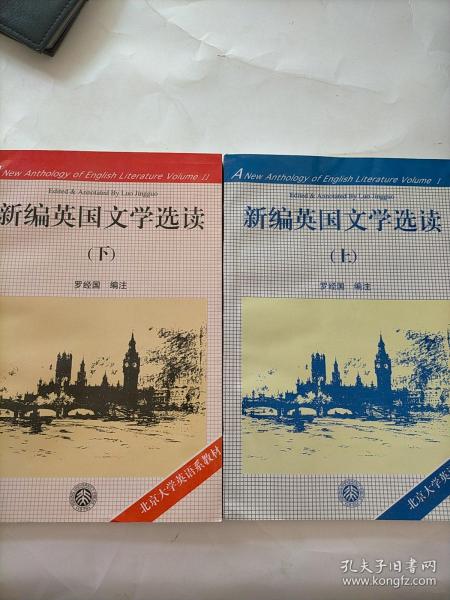 New Anthology of English Literature Volume II
Edited & Annotated By Luo Jingguo
新编英国文学选读
(下)
罗经国 编注
北京大学英语系教材
A New Anthology of English Literature Volume I
Edited & Annotated By Luo Jingguo
新编英国文学选读
(上)
罗经国 编注
北京大学英
孔夫子旧书网
www.kongfz.com